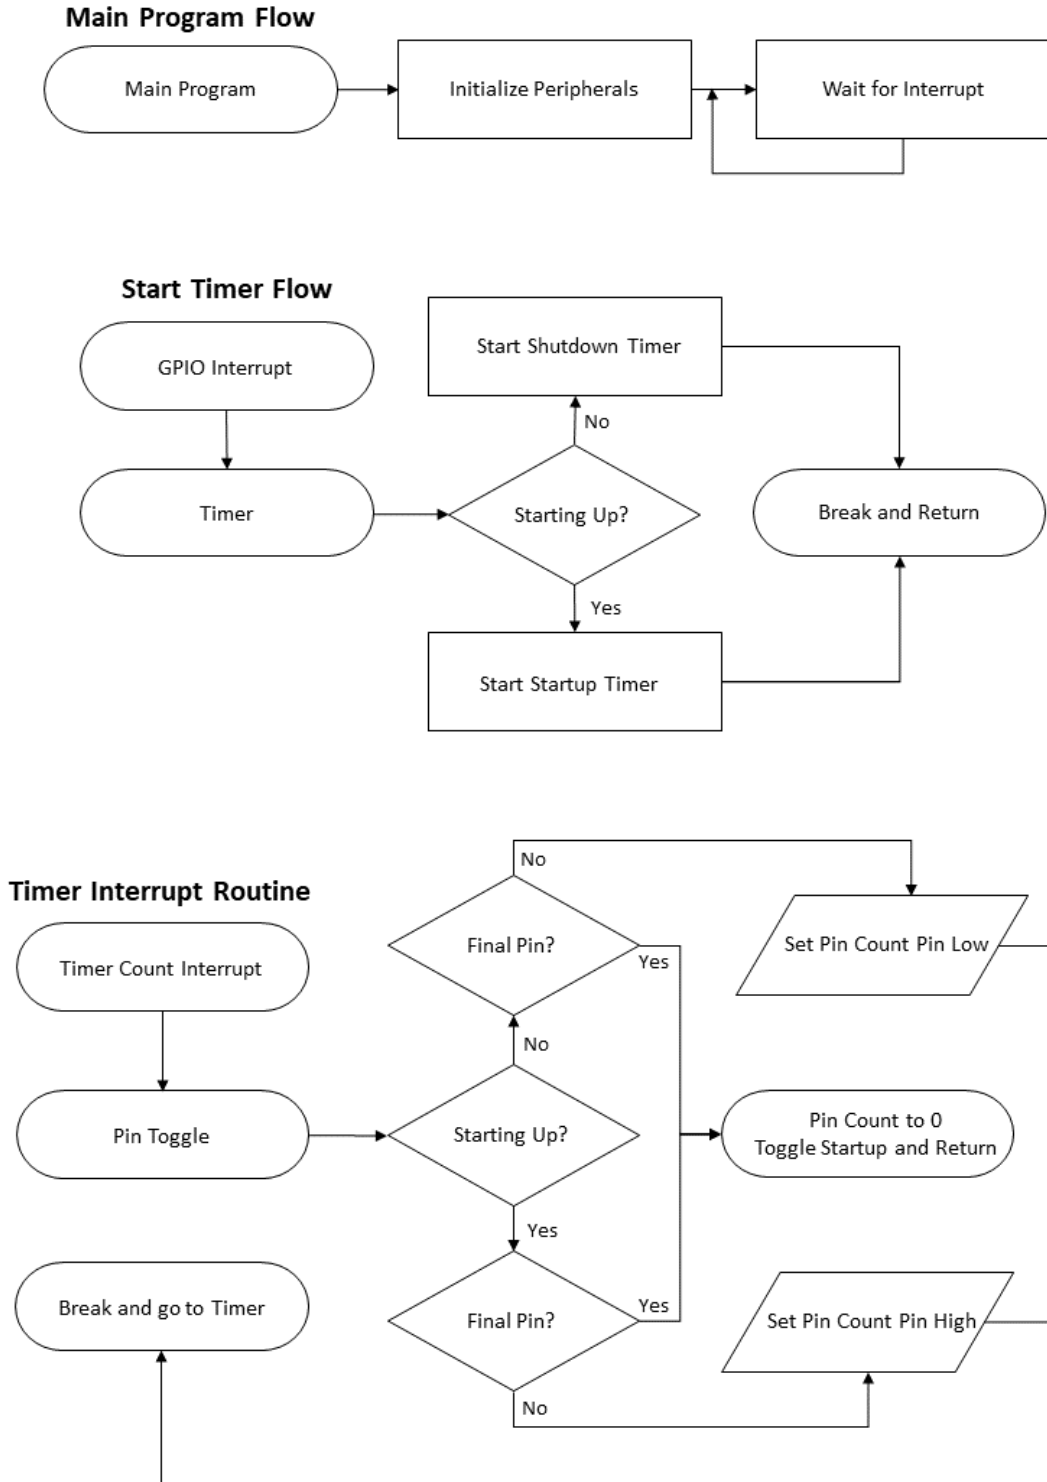 Main Program Flow
Main Program
Initialize Peripherals
Wait for Interrupt
Start Timer Flow
GPIO Interrupt
Start Shutdown Timer
No
Timer
Starting Up?
Break and Return
Yes
Start Startup Timer
Timer Interrupt Routine
No
Final Pin?
Yes
Set Pin Count Pin Low
Timer Count Interrupt
No
Pin Toggle
Starting Up?
Pin Count to 0
Toggle Startup and Return
Yes
Break and go to Timer
Final Pin?
Yes
Set Pin Count Pin High
No